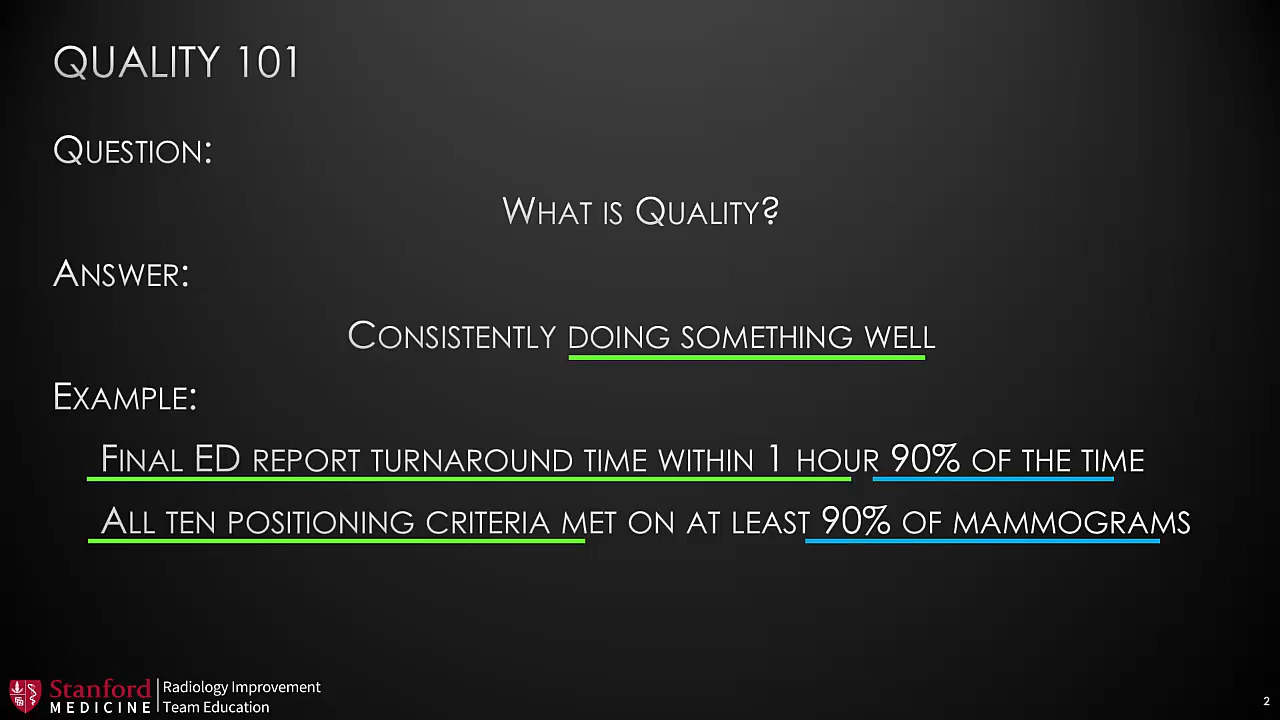 QUALITY 101
QUESTION:
WHAT IS QUALITY?
ANSWER:
CONSISTENTLY DOING SOMETHING WELL
EXAMPLE:
FINAL ED REPORT TURNAROUND TIME WITHIN 1 HOUR 90% OF THE TIME
ALL TEN POSITIONING CRITERIA MET ON AT LEAST 90% OF MAMMOGRAMS
Stanford MEDICINE
Radiology Improvement
Team Education
2